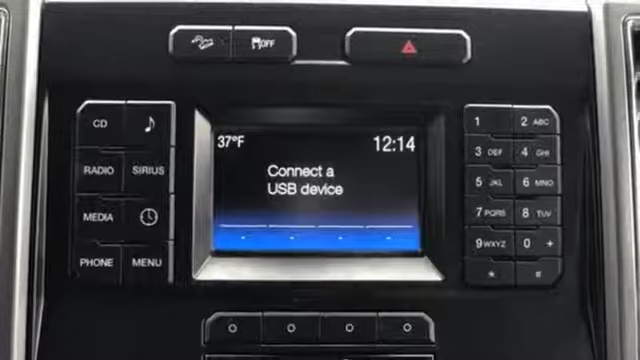 OFF
37°F
12:14
Connect a
USB device
CD
RADIO
SIRIUS
MEDIA
PHONE
MENU
1
2 ABC
3 DEF
4 GHI
5 JKL
6 MNO
7 PQRS
8 TUV
9 WXYZ
0 +
*
#